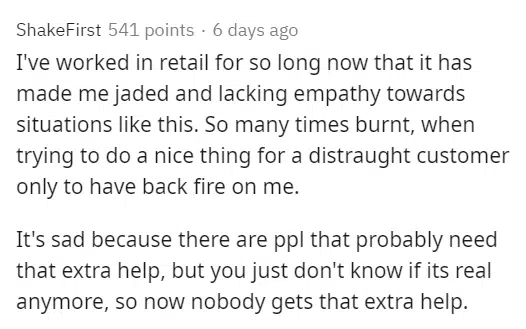 ShakeFirst 541 points · 6 days ago
I've worked in retail for so long now that it has
made me jaded and lacking empathy towards
situations like this. So many times burnt, when
trying to do a nice thing for a distraught customer
only to have back fire on me.
It's sad because there are ppl that probably need
that extra help, but you just don't know if its real
anymore, so now nobody gets that extra help.